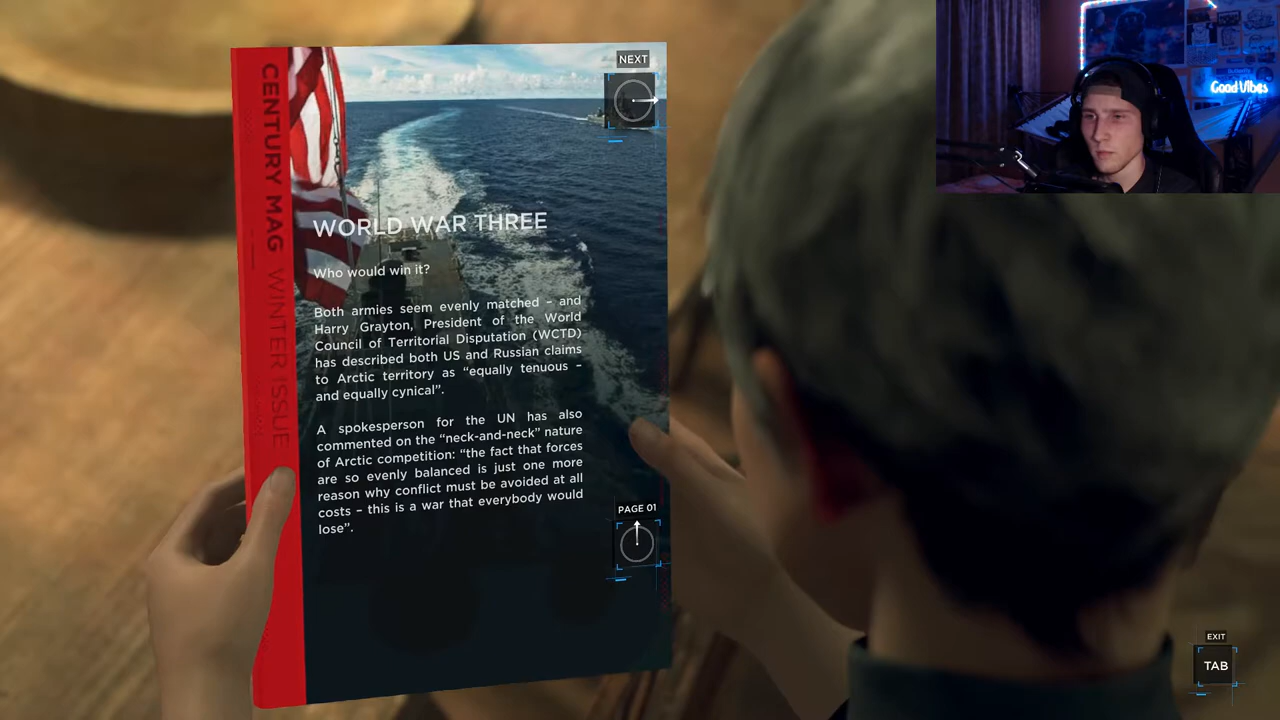 CENTURY MAG WINTER ISSUE
NEXT
WORLD WAR THREE
Who would win it?
Both armies seem evenly matched – and
Harry Grayton, President of the World
Council of Territorial Disputation (WCTD)
has described both US and Russian claims
to Arctic territory as “equally tenuous –
and equally cynical”.
A spokesperson for the UN has also
commented on the “neck-and-neck” nature
of Arctic competition: “the fact that forces
are so evenly balanced is just one more
reason why conflict must be avoided at all
costs – this is a war that everybody would
lose”.
PAGE 01
Good Vibes
EXIT
TAB